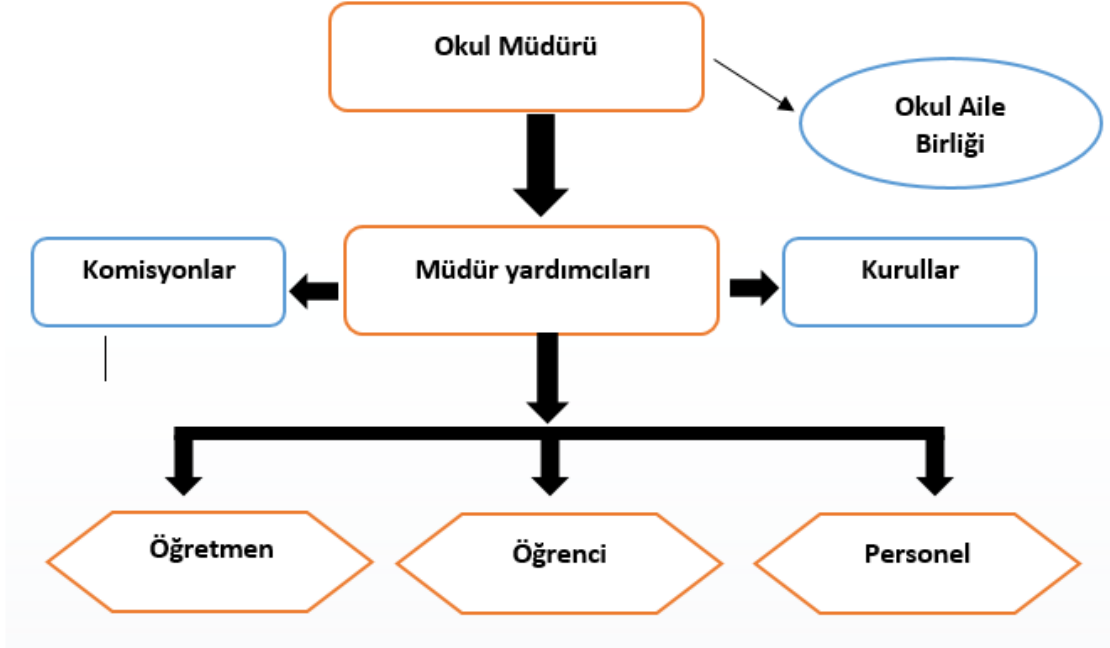 Okul Müdürü
Okul Aile
Birliği
Komisyonlar
Müdür yardımcıları
Kurullar
Öğretmen
Öğrenci
Personel